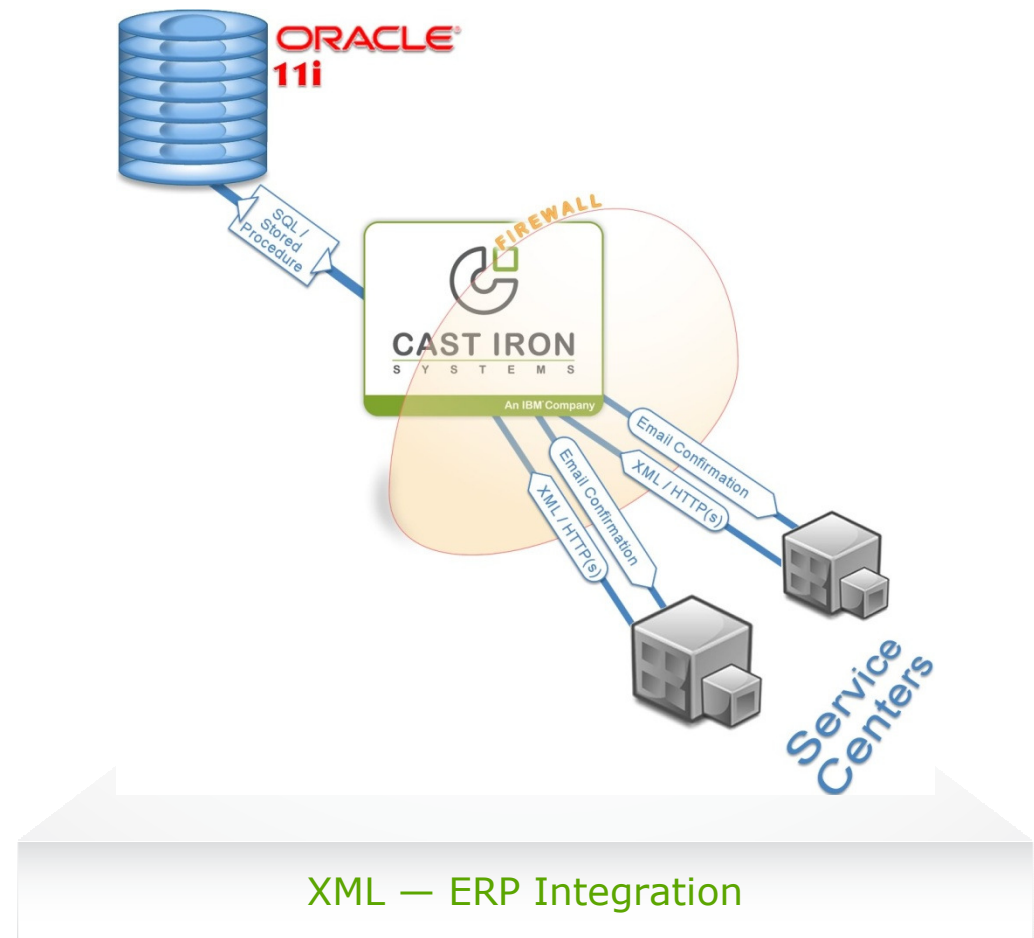 ORACLE®
11i
SQL /
Stored
Procedure
FIREWALL
CAST IRON
SYSTEMS
An IBM Company
Email Confirmation
XML / HTTP(s)
Email Confirmation
XML / HTTP(s)
Service
Centers
XML — ERP Integration